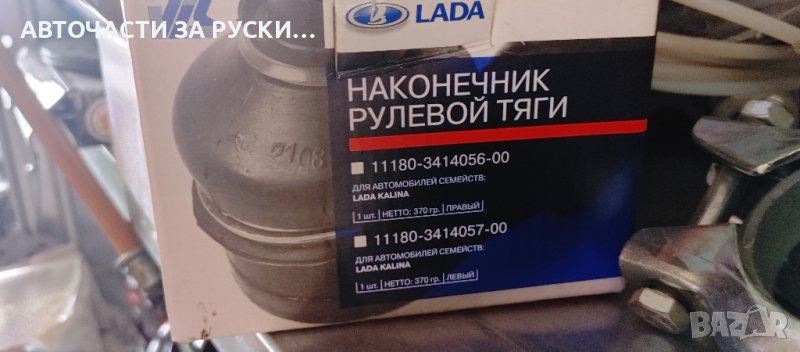 АВТОЧАСТИ ЗА РУСКИ...
LADA
НАКОНЕЧНИК
РУЛЕВОЙ ТЯГИ
11180-3414056-00
ДЛЯ АВТОМОБИЛЕЙ СЕМЕЙСТВ:
LADA KALINA
1 шт. | НЕТТО: 370 гр. | ПРАВЫЙ
11180-3414057-00
ДЛЯ АВТОМОБИЛЕЙ СЕМЕЙСТВ:
LADA KALINA
1 шт. | НЕТТО: 370 гр. | ЛЕВЫЙ
2108
BAZAR